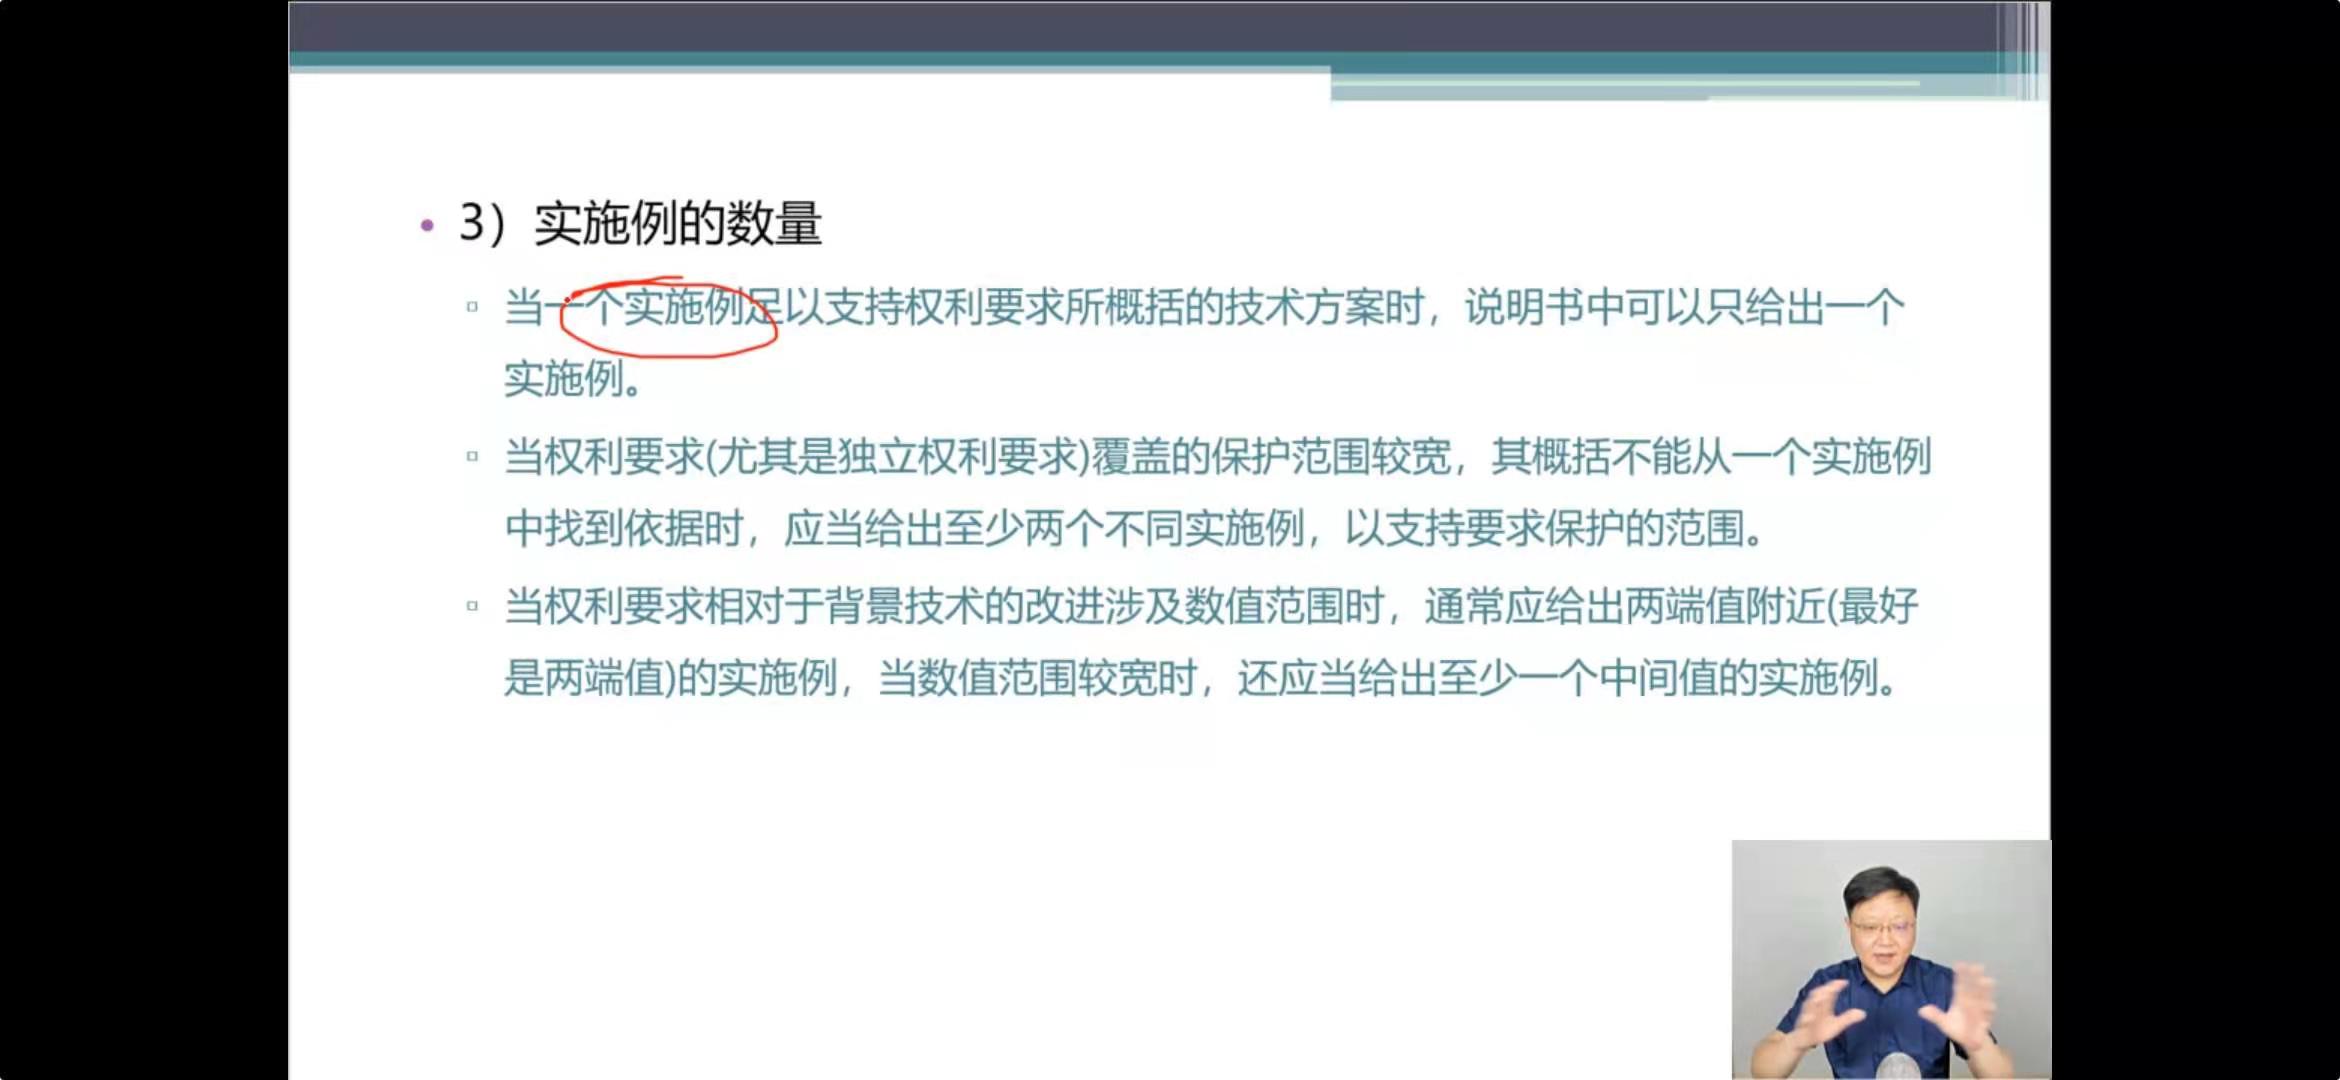 3）实施例的数量
当一个实施例足以支持权利要求所概括的技术方案时，说明书中可以只给出一个
实施例。
当权利要求(尤其是独立权利要求)覆盖的保护范围较宽，其概括不能从一个实施例
中找到依据时，应当给出至少两个不同实施例，以支持要求保护的范围。
当权利要求相对于背景技术的改进涉及数值范围时，通常应给出两端值附近(最好
是两端值)的实施例，当数值范围较宽时，还应当给出至少一个中间值的实施例。